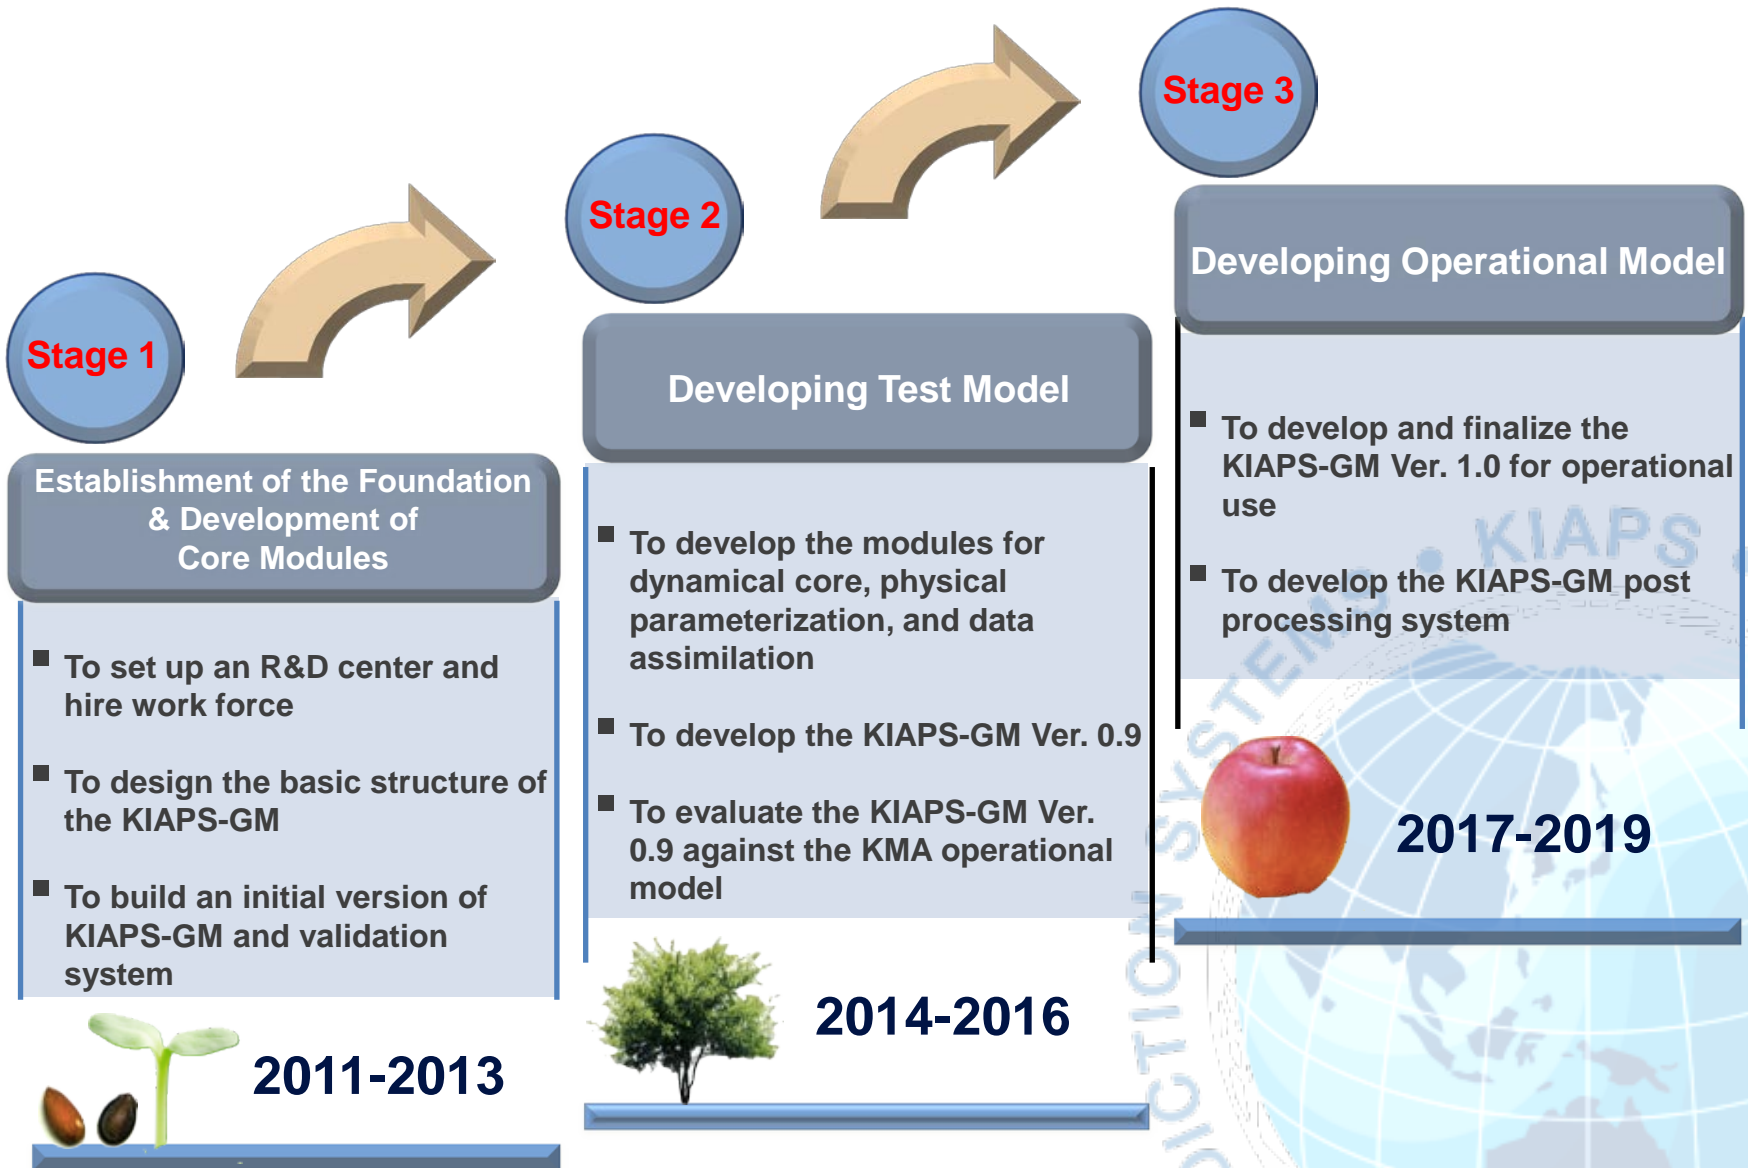 Stage 1
Establishment of the Foundation
& Development of
Core Modules
■ To set up an R&D center and
hire work force
■ To design the basic structure of
the KIAPS-GM
■ To build an initial version of
KIAPS-GM and validation
system
2011-2013
Stage 2
Developing Test Model
■ To develop the modules for
dynamical core, physical
parameterization, and data
assimilation
■ To develop the KIAPS-GM Ver. 0.9
■ To evaluate the KIAPS-GM Ver.
0.9 against the KMA operational
model
2014-2016
Stage 3
Developing Operational Model
■ To develop and finalize the
KIAPS-GM Ver. 1.0 for operational
use
■ To develop the KIAPS-GM post
processing system
2017-2019
DICTION SYSTEMS • KIAPS